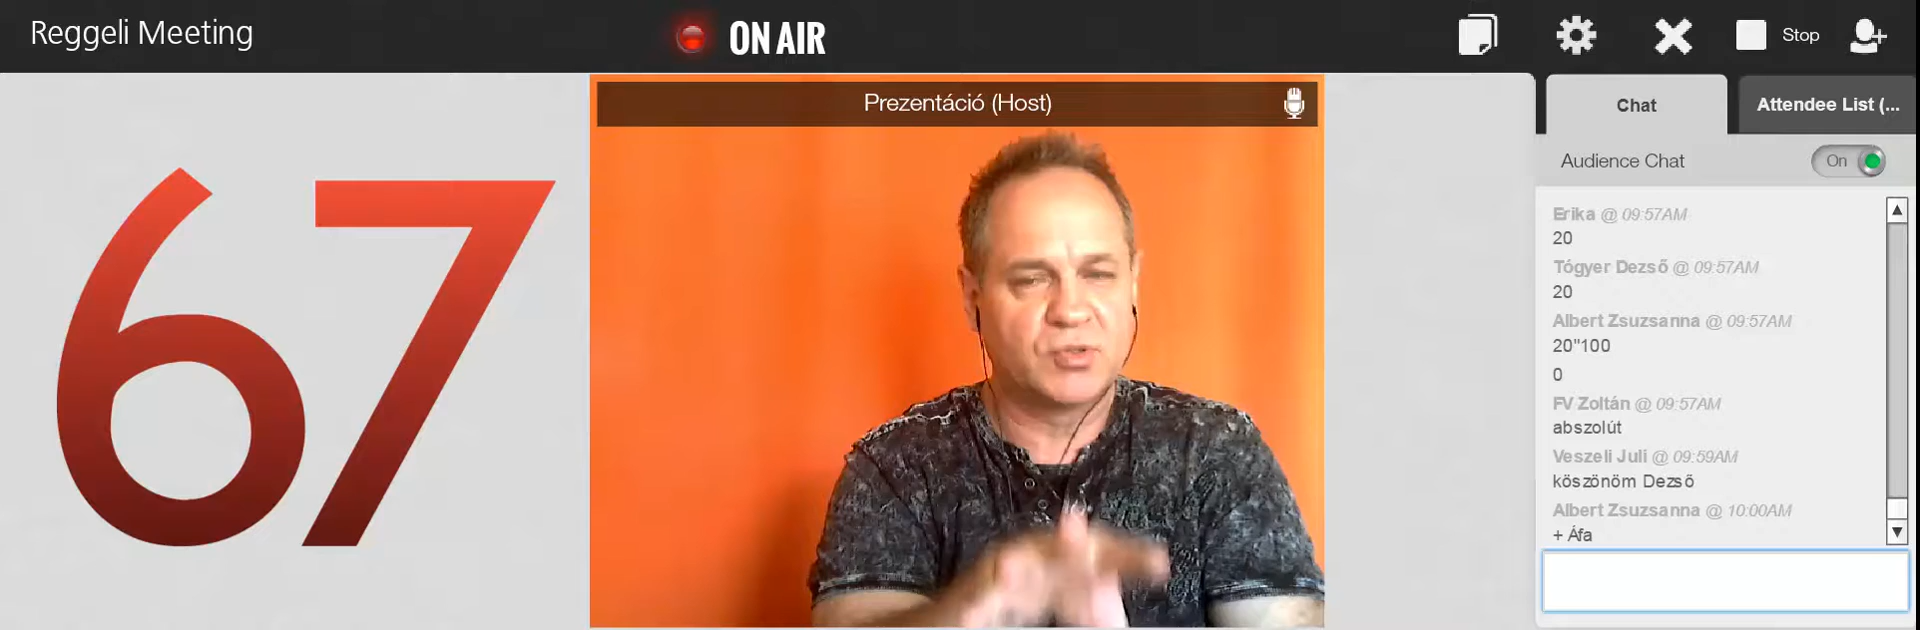 Reggeli Meeting
ON AIR
Stop
67
Prezentáció (Host)
Chat
Attendee List (...
Audience Chat
On
Erika @ 09:57AM
20
Tógyer Dezső @ 09:57AM
20
Albert Zsuzsanna @ 09:57AM
20"100
0
FV Zoltán @ 09:57AM
abszolút
Veszeli Juli @ 09:59AM
köszönöm Dezső
Albert Zsuzsanna @ 10:00AM
+ Áfa